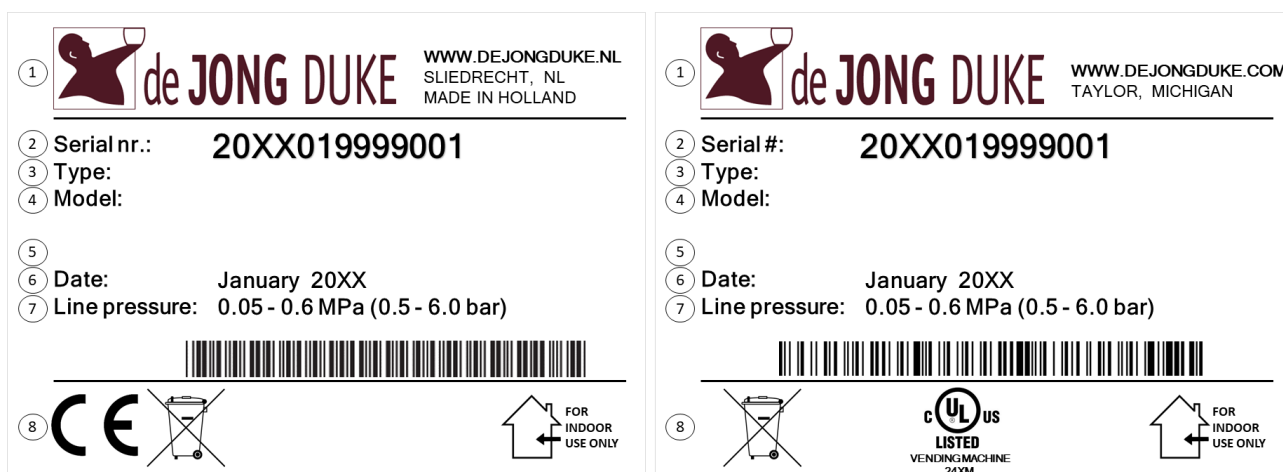 1
de JONG DUKE
WWW.DEJONGDUKE.NL
SLIEDRECHT, NL
MADE IN HOLLAND
2 Serial nr.: 20XX019999001
3 Type:
4 Model:
5
6 Date: January 20XX
7 Line pressure: 0.05 - 0.6 MPa (0.5 - 6.0 bar)
8
CE
FOR
INDOOR
USE ONLY
1
de JONG DUKE
WWW.DEJONGDUKE.COM
TAYLOR, MICHIGAN
2 Serial #: 20XX019999001
3 Type:
4 Model:
5
6 Date: January 20XX
7 Line pressure: 0.05 - 0.6 MPa (0.5 - 6.0 bar)
8
C UL US
®
LISTED
VENDING MACHINE
24XM
FOR
INDOOR
USE ONLY